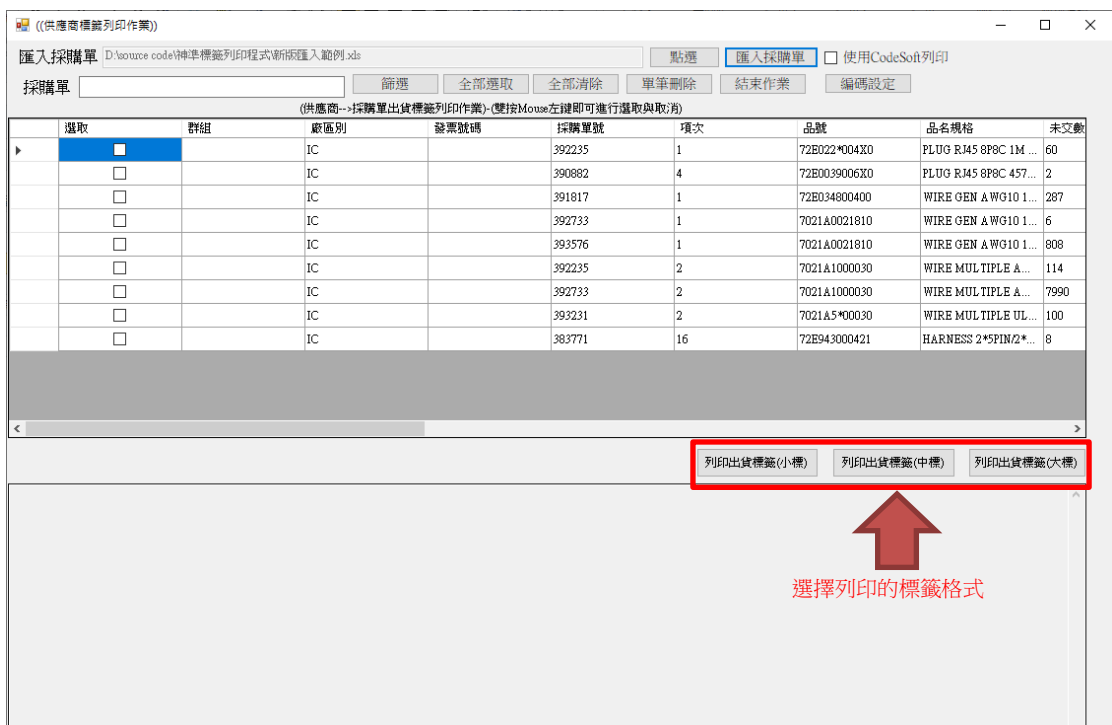 ((供應商標籤列印作業))
匯入採購單 D:\source code\神準標籤列印程式\新版匯入範例.xls 點選 匯入採購單 使用CodeSoft列印
採購單 篩選 全部選取 全部清除 單筆刪除 結束作業 編碼設定
(供應商-->採購單出貨標籤列印作業)-(雙按Mouse左鍵即可進行選取與取消)
選取 群組 廠區別 發票號碼 採購單號 項次 品號 品名規格 未交數
IC 392235 1 72E022*004X0 PLUG RJ45 8P8C 1M ... 60
IC 390882 4 72E0039006X0 PLUG RJ45 8P8C 457... 2
IC 391817 1 72E034800400 WIRE GEN AWG10 1... 287
IC 392733 1 7021A0021810 WIRE GEN AWG10 1... 6
IC 393576 1 7021A0021810 WIRE GEN AWG10 1... 808
IC 392235 2 7021A1000030 WIRE MULTIPLE A... 114
IC 392733 2 7021A1000030 WIRE MULTIPLE A... 7990
IC 393231 2 7021A5*00030 WIRE MULTIPLE UL... 100
IC 383771 16 72E943000421 HARNESS 2*5PIN/2*... 8
列印出貨標籤(小標) 列印出貨標籤(中標) 列印出貨標籤(大標)
選擇列印的標籤格式